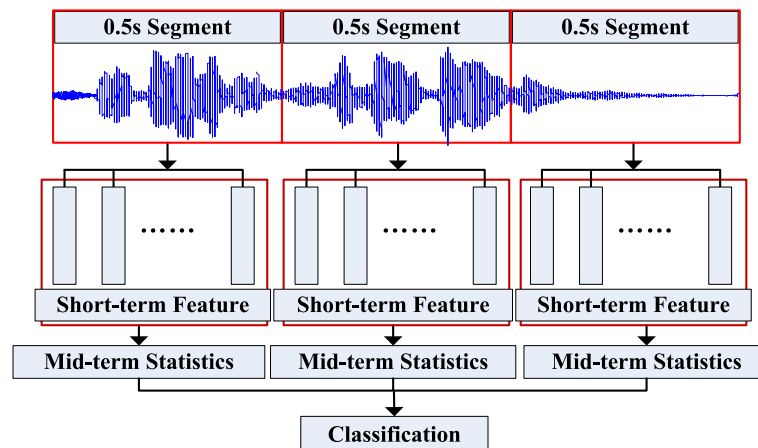 0.5s Segment 0.5s Segment 0.5s Segment
...... ...... ......
Short-term Feature Short-term Feature Short-term Feature
Mid-term Statistics Mid-term Statistics Mid-term Statistics
Classification